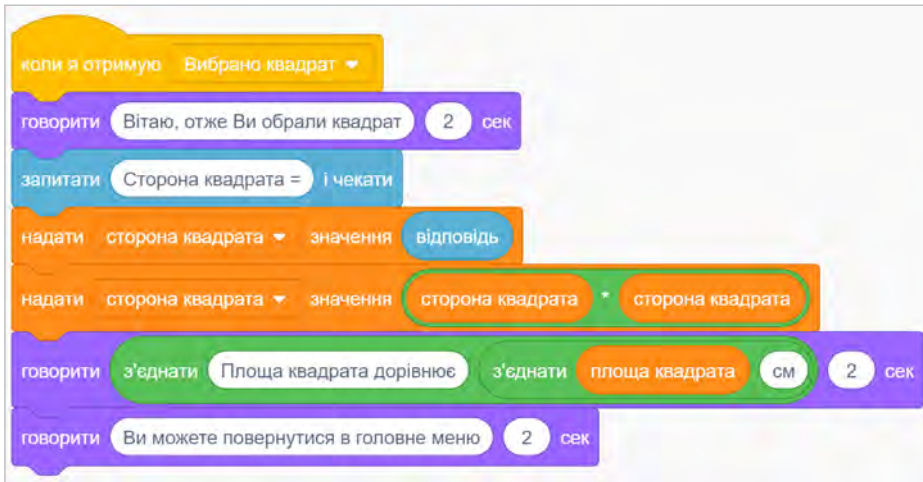 коли я отримую Вибрано квадрат
говорити Вітаю, отже Ви обрали квадрат 2 сек
запитати Сторона квадрата = і чекати
надати сторона квадрата значення відповідь
надати сторона квадрата значення сторона квадрата * сторона квадрата
говорити з'єднати Площа квадрата дорівнює з'єднати площа квадрата см 2 сек
говорити Ви можете повернутися в головне меню 2 сек